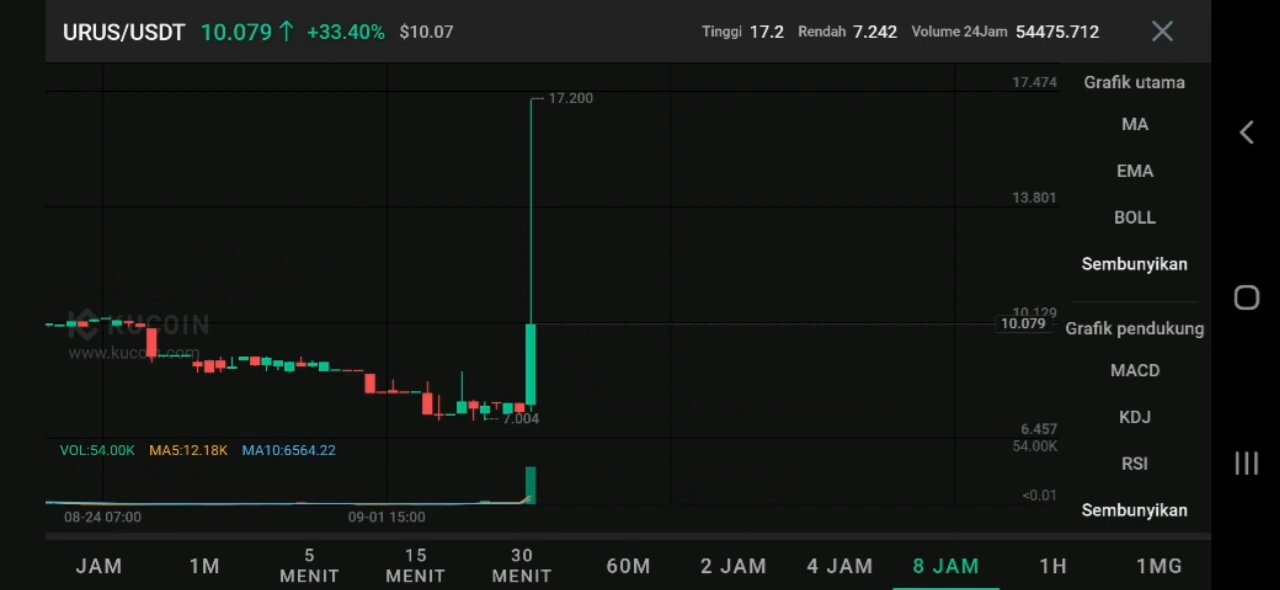 URUS/USDT 10.079↑ +33.40% $10.07 Tinggi 17.2 Rendah 7.242 Volume 24Jam 54475.712
17.474
17.200
13.801
10.129
10.079
7.004
6.457
KUCOIN
www.kucoin.com
VOL:54.00K MA5:12.18K MA10:6564.22
54.00K
<0.01
08-24 07:00 09-01 15:00
Grafik utama
MA
EMA
BOLL
Sembunyikan
Grafik pendukung
MACD
KDJ
RSI
Sembunyikan
JAM 1M 5 MENIT 15 MENIT 30 MENIT 60M 2 JAM 4 JAM 8 JAM 1H 1MG